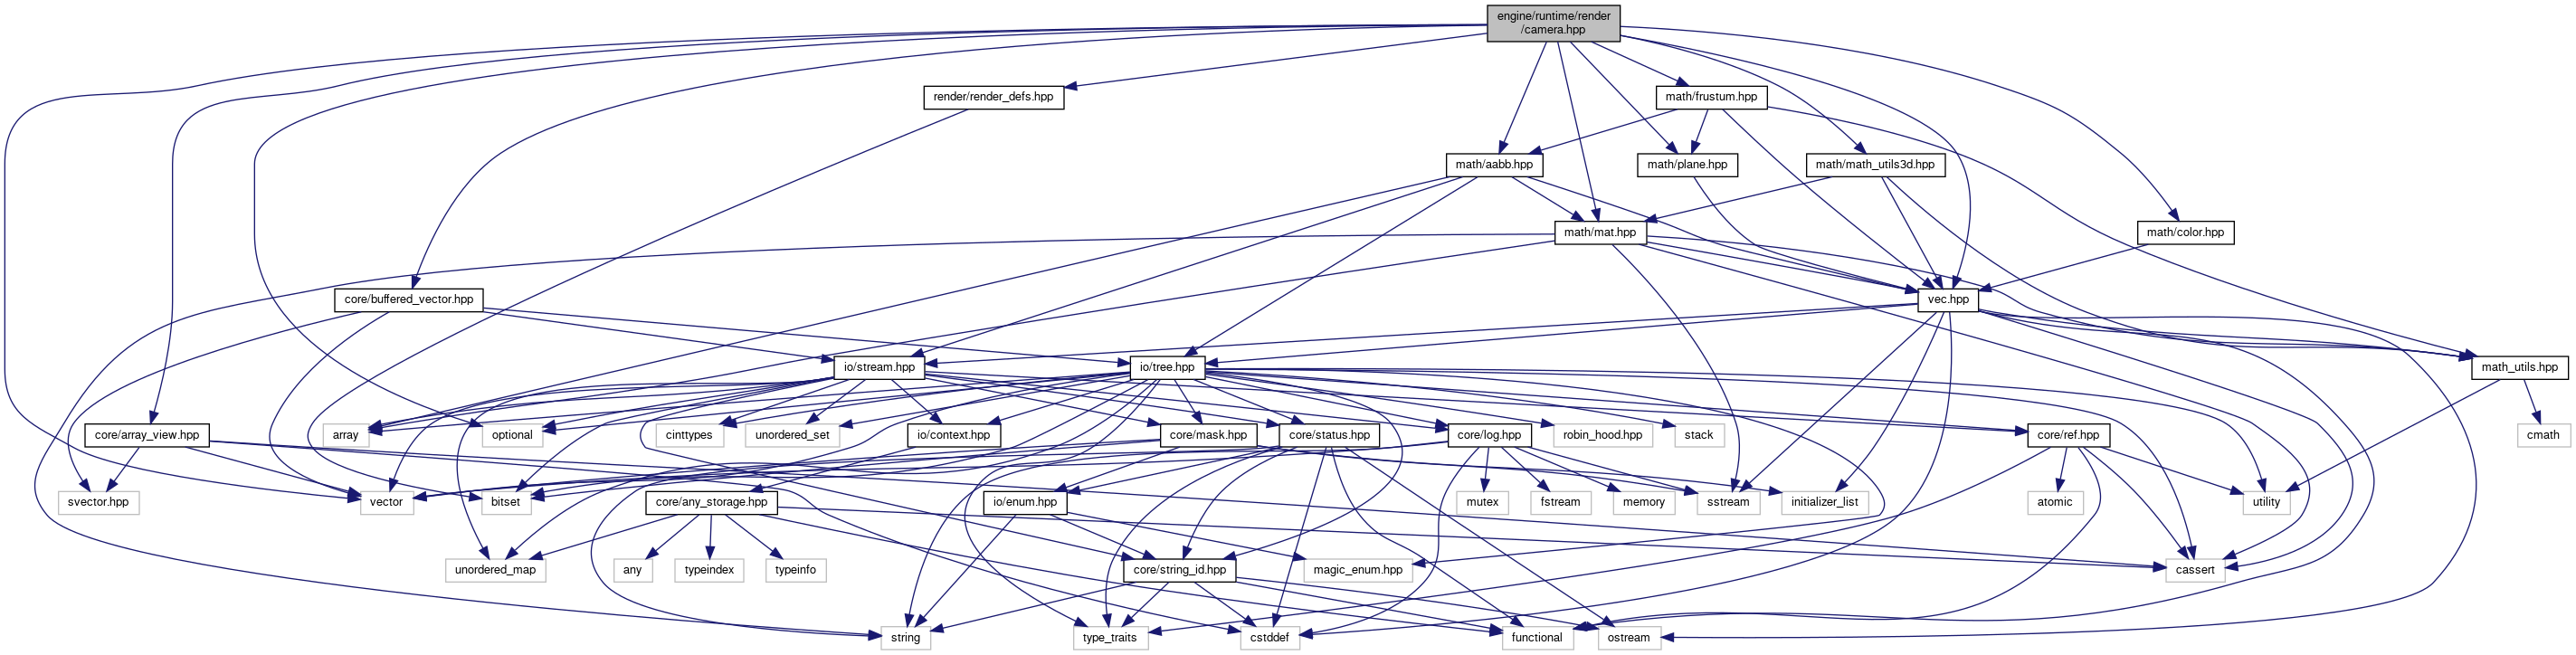 engine/runtime/render
/camera.hpp
render/render_defs.hpp
math/frustum.hpp
math/aabb.hpp
math/plane.hpp
math/math_utils3d.hpp
math/mat.hpp
math/color.hpp
core/buffered_vector.hpp
vec.hpp
io/stream.hpp
io/tree.hpp
math_utils.hpp
core/array_view.hpp
array
optional
cinttypes
unordered_set
io/context.hpp
core/mask.hpp
core/status.hpp
core/log.hpp
robin_hood.hpp
stack
core/ref.hpp
cmath
svector.hpp
vector
bitset
core/any_storage.hpp
io/enum.hpp
mutex
fstream
memory
sstream
initializer_list
atomic
utility
unordered_map
any
typeindex
typeinfo
core/string_id.hpp
magic_enum.hpp
cassert
string
type_traits
cstddef
functional
ostream